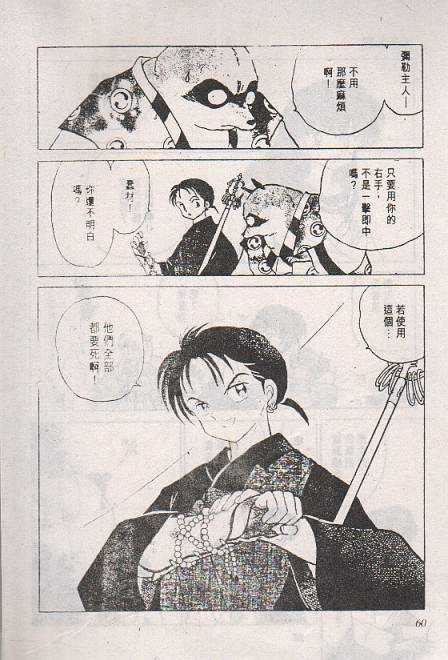 彌勒主人—
不用
那麼麻煩
啊！
只要用你的
右手，
不是一擊即中
嗎？
蠢材！
你還不明白
嗎？
若使用
這個…
他們全部
都要死啊！
60